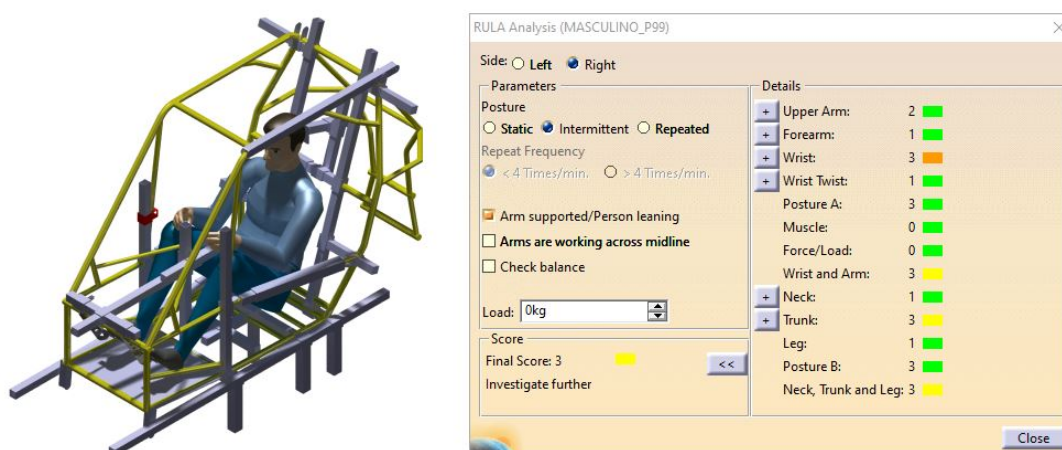 RULA Analysis (MASCULINO_P99)
Side: Left Right
Parameters
Posture
Static Intermittent Repeated
Repeat Frequency
< 4 Times/min. > 4 Times/min.
Arm supported/Person leaning
Arms are working across midline
Check balance
Load: 0kg
Score
Final Score: 3
<<
Investigate further
Details
+ Upper Arm: 2
+ Forearm: 1
+ Wrist: 3
+ Wrist Twist: 1
Posture A: 3
Muscle: 0
Force/Load: 0
Wrist and Arm: 3
+ Neck: 1
+ Trunk: 3
Leg: 1
Posture B: 3
Neck, Trunk and Leg: 3
Close